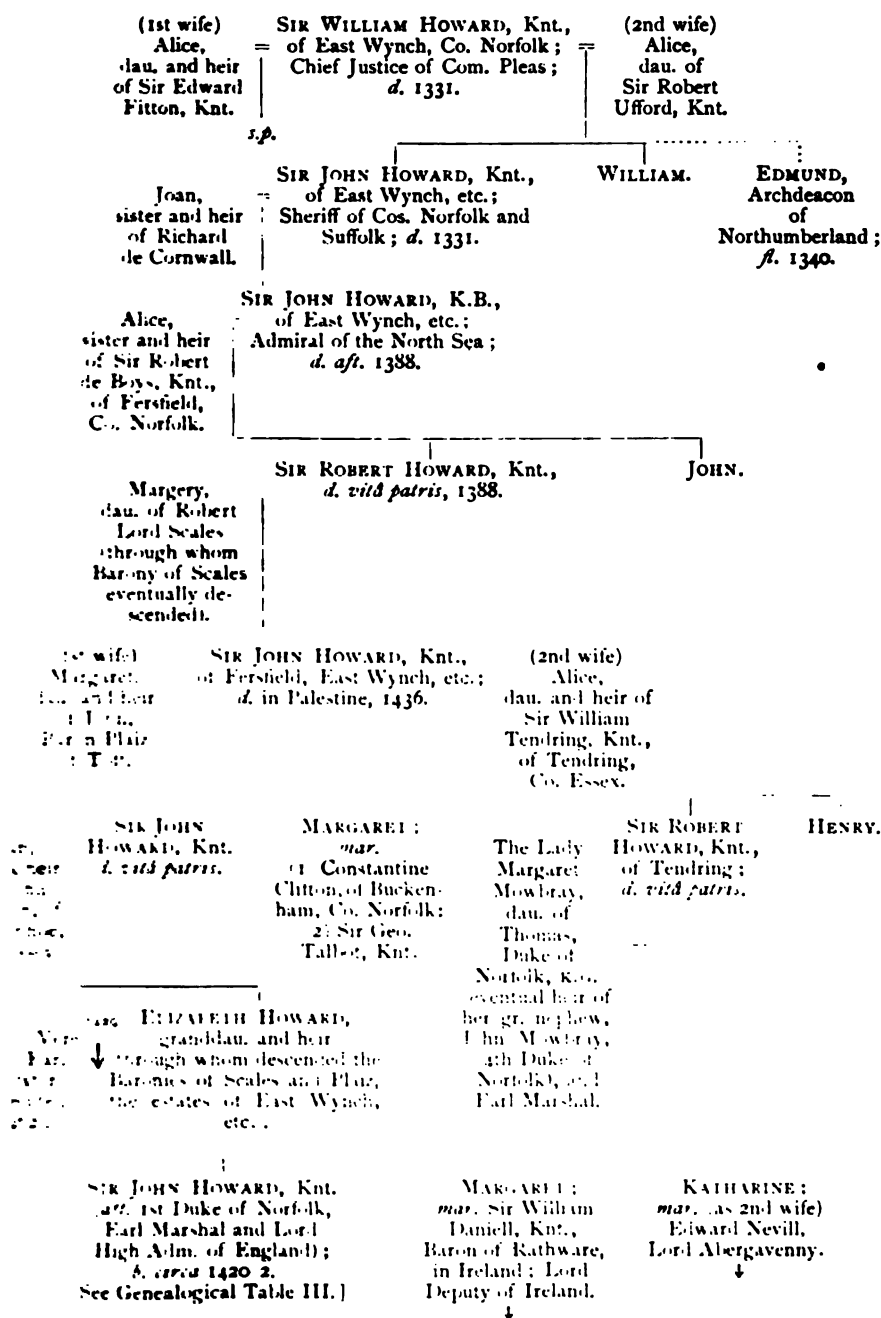 (1st wife)
Alice,
dau. and heir
of Sir Edward
Fitton, Knt.
=
SIR WILLIAM HOWARD, Knt.,
of East Wynch, Co. Norfolk;
Chief Justice of Com. Pleas;
d. 1331.
=
(2nd wife)
Alice,
dau. of
Sir Robert
Ufford, Knt.
s.p.
Joan,
sister and heir
of Richard
de Cornwall.
=
SIR JOHN HOWARD, Knt.,
of East Wynch, etc.;
Sheriff of Cos. Norfolk and
Suffolk; d. 1331.
WILLIAM.
EDMUND,
Archdeacon
of
Northumberland;
fl. 1340.
Alice,
sister and heir
of Sir Robert
de Boys, Knt.,
of Fersfield,
Co. Norfolk.
SIR JOHN HOWARD, K.B.,
of East Wynch, etc.;
Admiral of the North Sea;
d. aft. 1388.
Margery,
dau. of Robert
Lord Scales
(through whom
Barony of Scales
eventually de-
scended).
SIR ROBERT HOWARD, Knt.,
d. vitâ patris, 1388.
JOHN.
1st wife)
Margaret,
and heir
Plaiz
SIR JOHN HOWARD, Knt.,
of Fersfield, East Wynch, etc.;
d. in Palestine, 1436.
(2nd wife)
Alice,
dau. and heir of
Sir William
Tendring, Knt.,
of Tendring,
Co. Essex.
heir
SIR JOHN
HOWARD, Knt.
d. vitâ patris.
MARGARET;
mar.
(1 Constantine
Clifton, of Bucken-
ham, Co. Norfolk;
2) Sir Geo.
Talbot, Knt.
The Lady
Margaret
Mowbray,
dau. of
Thomas,
Duke of
Norfolk, K.G.
eventual heir of
her gr. nephew,
John Mowbray,
4th Duke of
Norfolk), and
Earl Marshal.
SIR ROBERT
HOWARD, Knt.,
of Tendring;
d. vitâ patris.
HENRY.
Vere
Ear.
ELIZABETH HOWARD,
granddau. and heir
through whom descended the
Baronies of Scales and Plaiz,
the estates of East Wynch,
etc.
SIR JOHN HOWARD, Knt.
aft. 1st Duke of Norfolk,
Earl Marshal and Lord
High Adm. of England);
b. circâ 1420 2.
See Genealogical Table III.]
MARGARET;
mar. Sir William
Daniell, Knt.,
Baron of Rathware,
in Ireland; Lord
Deputy of Ireland.
KATHARINE;
mar. (as 2nd wife)
Edward Nevill,
Lord Abergavenny.